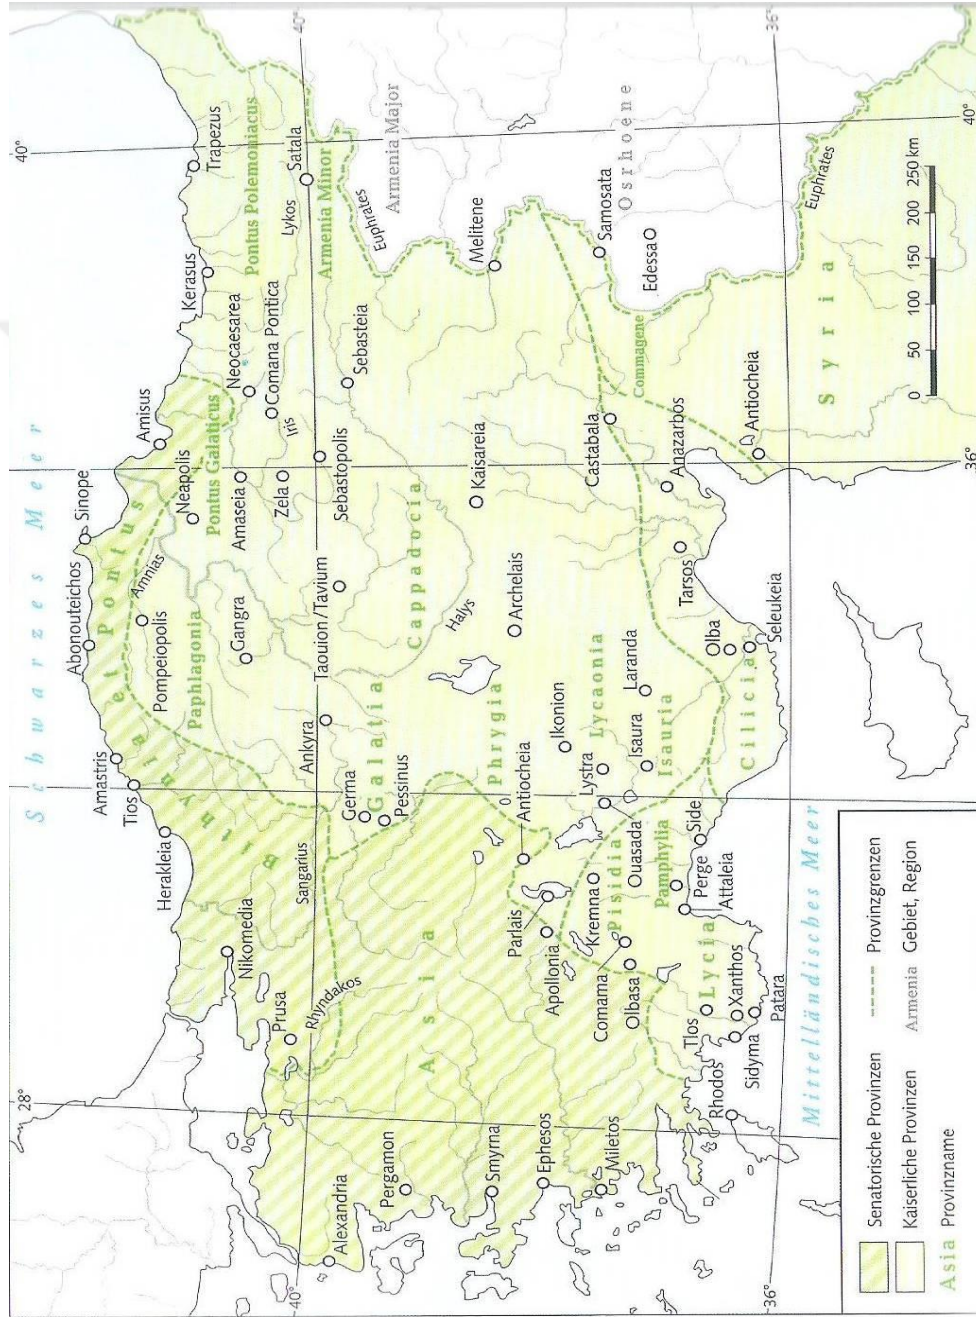 Schwarzes Meer
40°
28°
40°
36°
36°
40°
36°
40°
Sinope
Abonouteichos
Amastris
Tios
Herakleia
Amisus
Kerasus
Trapezus
Bithynia et Pontus
Amnias
Pompeiopolis
Neapolis
Paphlagonia
Pontus Galaticus
Pontus Polemoniacus
Nikomedia
Gangra
Amaseia
Neocaesarea
Comana Pontica
Zela
Iris
Lykos
Satala
Prusa
Sangarius
Rhyndakos
Ankyra
Taouion/Tavium
Sebastopolis
Armenia Minor
Alexandria
Germa
Galatia
Pessinus
Sebasteia
Euphrates
Armenia Major
Pergamon
Asia
Cappadocia
Halys
Kaisareia
Melitene
Smyrna
Phrygia
Archelais
Ephesos
Antiocheia
Parlais
Apollonia
Ikonion
Lycaonia
Castabala
Samosata
Osrhoene
Miletos
Kremna
Lystra
Laranda
Commagene
Edessa
Comama
Pisidia
Ouasada
Isaura
Isauria
Olbasa
Pamphylia
Anazarbos
Tarsos
Tlos
Lycia
Perge
Side
Attaleia
Olba
Cilicia
Seleukeia
Antiocheia
Euphrates
Rhodos
Xanthos
Sidyma
Patara
Syria
Mittelländisches Meer
0 50 100 150 200 250 km
Senatorische Provinzen
Kaiserliche Provinzen
Asia Provinzname
Provinzgrenzen
Armenia Gebiet, Region